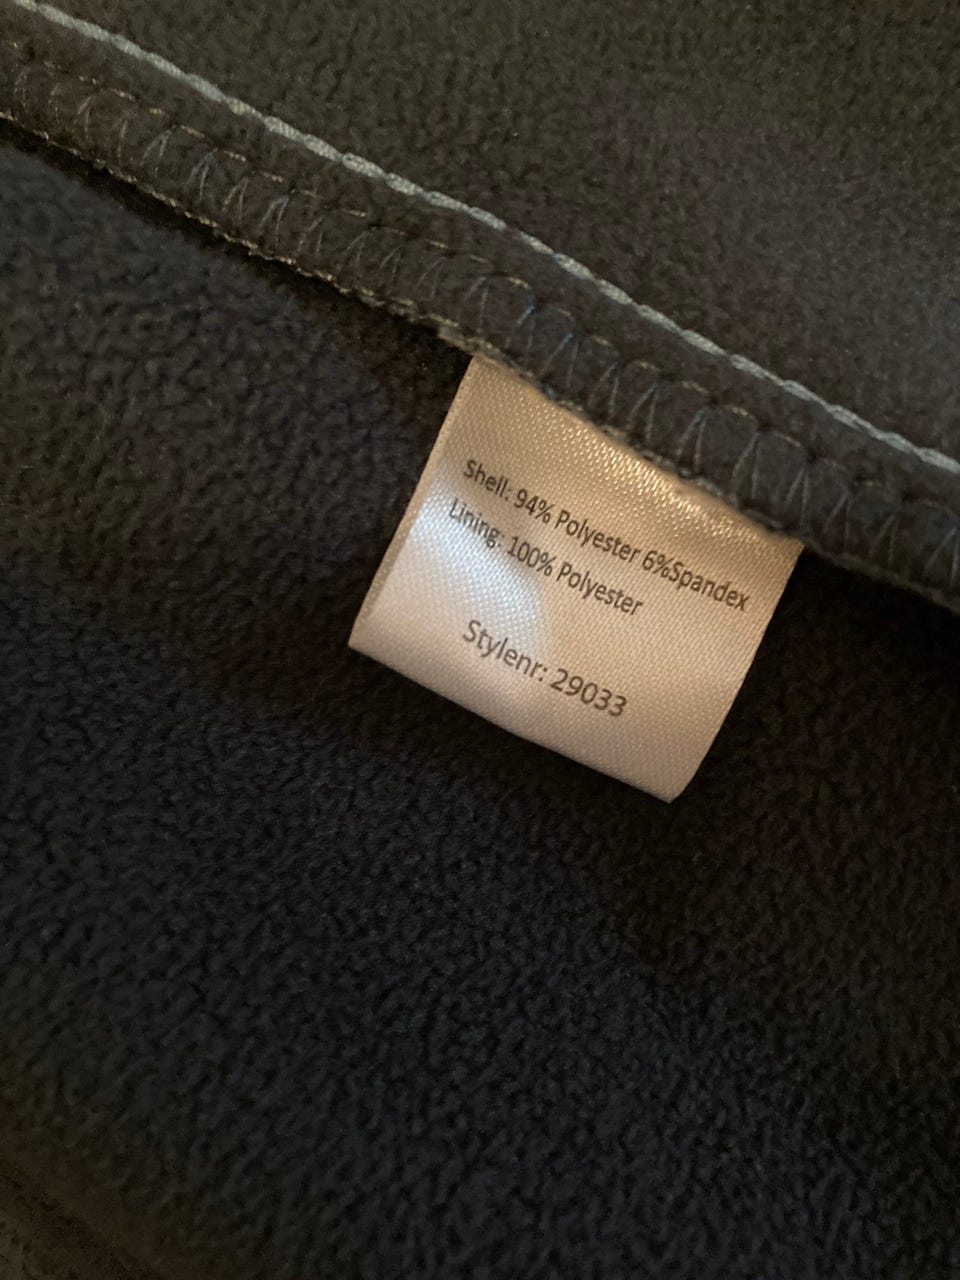 Shell: 94% Polyester 6%Spandex
Lining: 100% Polyester
Stylenr: 29033